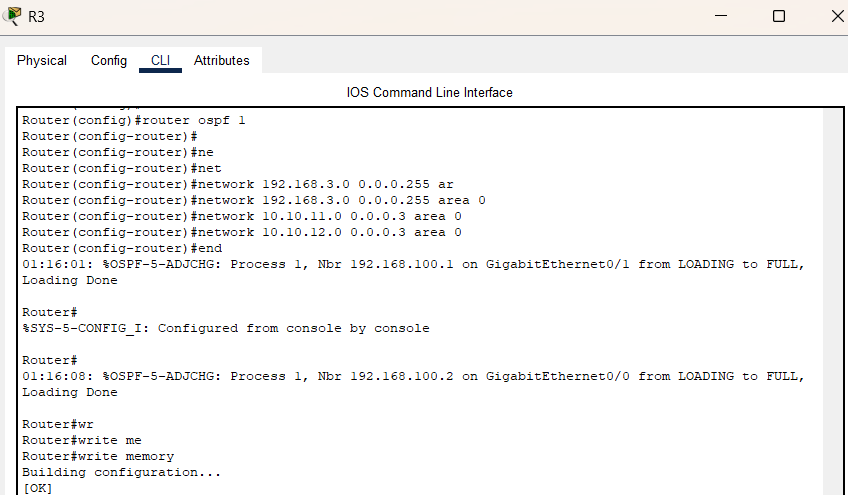 R3
Physical Config CLI Attributes
IOS Command Line Interface
Router(config)#router ospf 1
Router(config-router)#
Router(config-router)#ne
Router(config-router)#net
Router(config-router)#network 192.168.3.0 0.0.0.255 ar
Router(config-router)#network 192.168.3.0 0.0.0.255 area 0
Router(config-router)#network 10.10.11.0 0.0.0.3 area 0
Router(config-router)#network 10.10.12.0 0.0.0.3 area 0
Router(config-router)#end
01:16:01: %OSPF-5-ADJCHG: Process 1, Nbr 192.168.100.1 on GigabitEthernet0/1 from LOADING to FULL,
Loading Done
Router#
%SYS-5-CONFIG_I: Configured from console by console
Router#
01:16:08: %OSPF-5-ADJCHG: Process 1, Nbr 192.168.100.2 on GigabitEthernet0/0 from LOADING to FULL,
Loading Done
Router#wr
Router#write me
Router#write memory
Building configuration...
[OK]